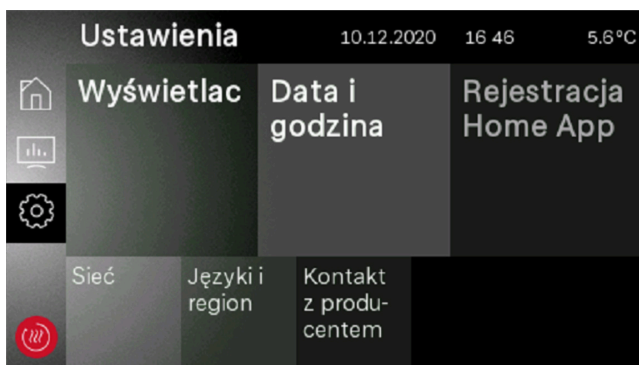 Ustawienia 10.12.2020 16 46 5.6°C
Wyświetlac
Data i
godzina
Rejestracja
Home App
Sieć
Języki i
region
Kontakt
z produ-
centem